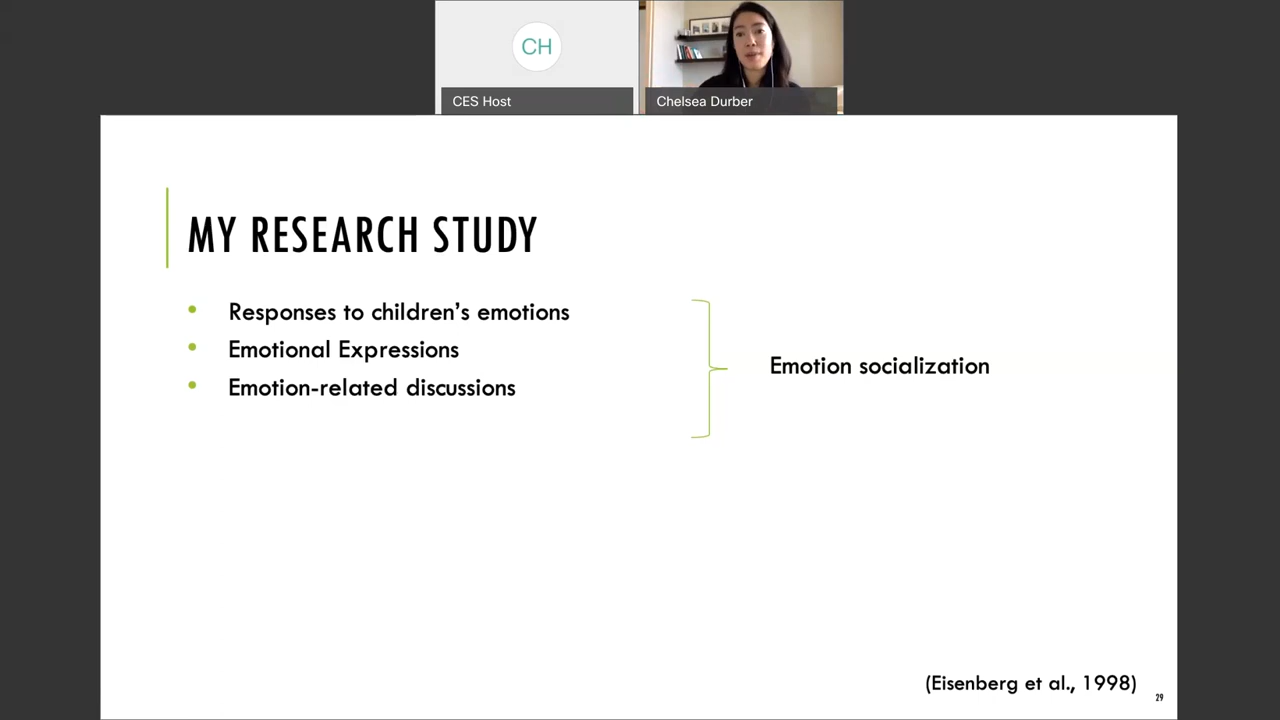 CH
CES Host
Chelsea Durber
MY RESEARCH STUDY
• Responses to children’s emotions
• Emotional Expressions
• Emotion-related discussions
Emotion socialization
(Eisenberg et al., 1998)
29